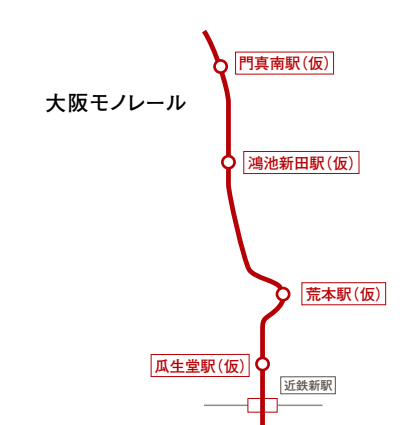 門真南駅（仮）
大阪モノレール
鴻池新田駅（仮）
荒本駅（仮）
瓜生堂駅（仮）
近鉄新駅